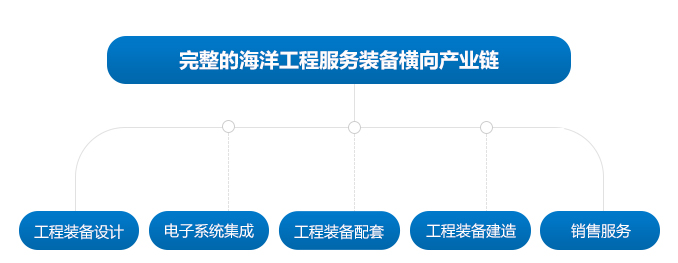 完整的海洋工程服务装备横向产业链
工程装备设计
电子系统集成
工程装备配套
工程装备建造
销售服务